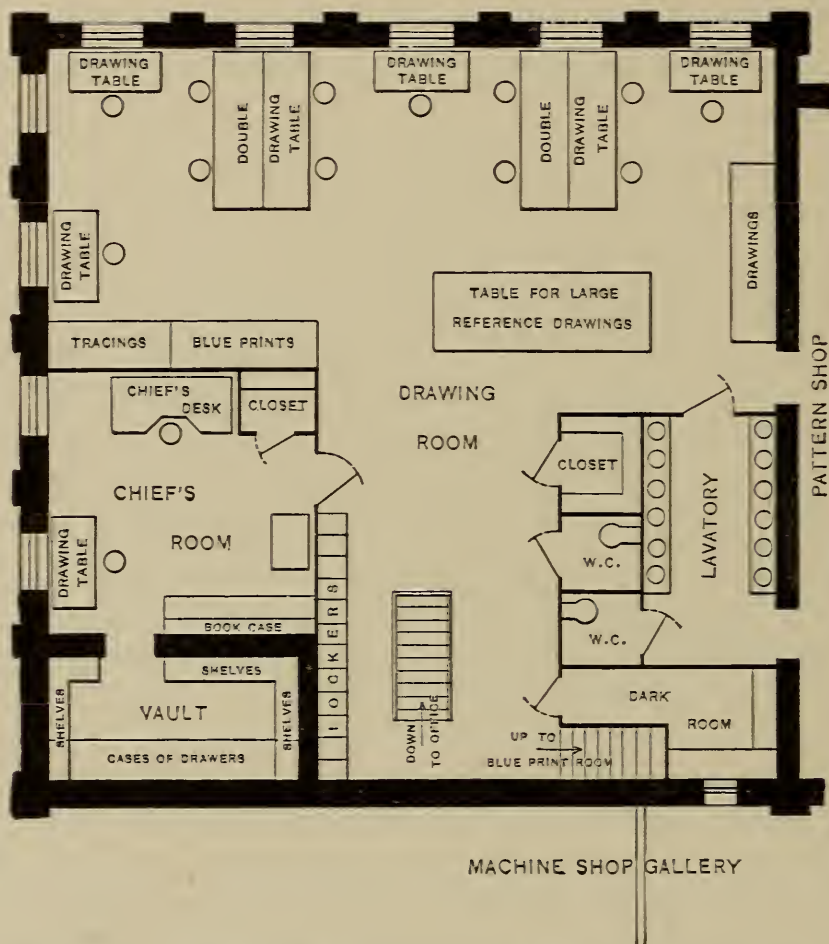 DRAWING
TABLE
DRAWING
TABLE
DRAWING
TABLE
DOUBLE
DRAWING
TABLE
DOUBLE
DRAWING
TABLE
DRAWING
TABLE
DRAWINGS
TABLE FOR LARGE
REFERENCE DRAWINGS
TRACINGS
BLUE PRINTS
CHIEF'S
DESK
CLOSET
DRAWING
ROOM
PATTERN SHOP
CLOSET
LAVATORY
CHIEF'S
ROOM
DRAWING
TABLE
W.C.
BOOK CASE
LOCKERS
W.C.
SHELVES
SHELVES
SHELVES
VAULT
CASES OF DRAWERS
DOWN
TO OFFICE
DARK
ROOM
UP TO
BLUE PRINT ROOM
MACHINE SHOP GALLERY